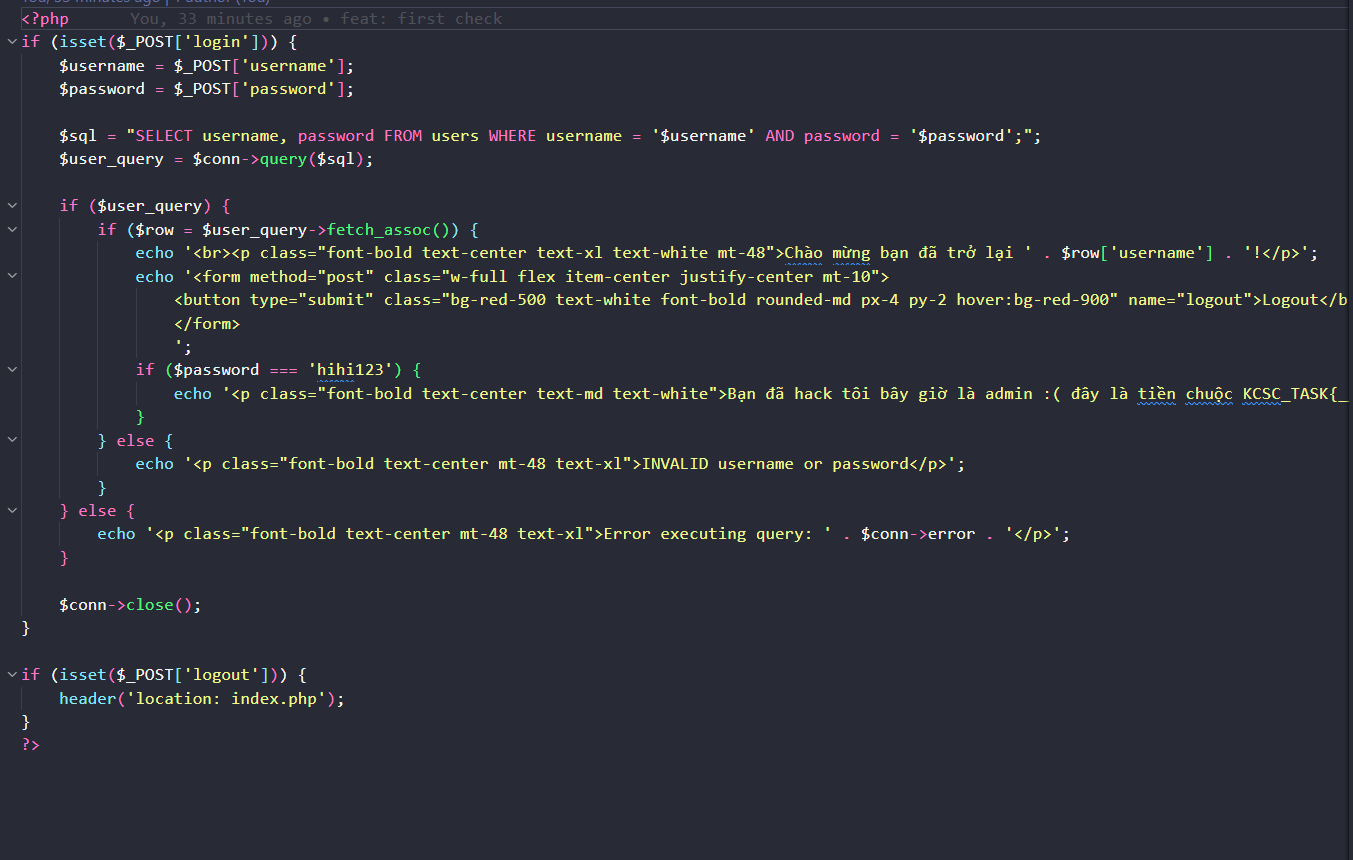 You, 33 minutes ago | 1 author (You)
<?php You, 33 minutes ago • feat: first check
if (isset($_POST['login'])) {
$username = $_POST['username'];
$password = $_POST['password'];
$sql = "SELECT username, password FROM users WHERE username = '$username' AND password = '$password';";
$user_query = $conn->query($sql);
if ($user_query) {
if ($row = $user_query->fetch_assoc()) {
echo '<br><p class="font-bold text-center text-xl text-white mt-48">Chào mừng bạn đã trở lại ' . $row['username'] . '!</p>';
echo '<form method="post" class="w-full flex item-center justify-center mt-10">
<button type="submit" class="bg-red-500 text-white font-bold rounded-md px-4 py-2 hover:bg-red-900" name="logout">Logout</b
</form>
';
if ($password === 'hihi123') {
echo '<p class="font-bold text-center text-md text-white">Bạn đã hack tôi bây giờ là admin :( đây là tiền chuộc KCSC_TASK{_
}
} else {
echo '<p class="font-bold text-center mt-48 text-xl">INVALID username or password</p>';
}
} else {
echo '<p class="font-bold text-center mt-48 text-xl">Error executing query: ' . $conn->error . '</p>';
}
$conn->close();
}
if (isset($_POST['logout'])) {
header('location: index.php');
}
?>